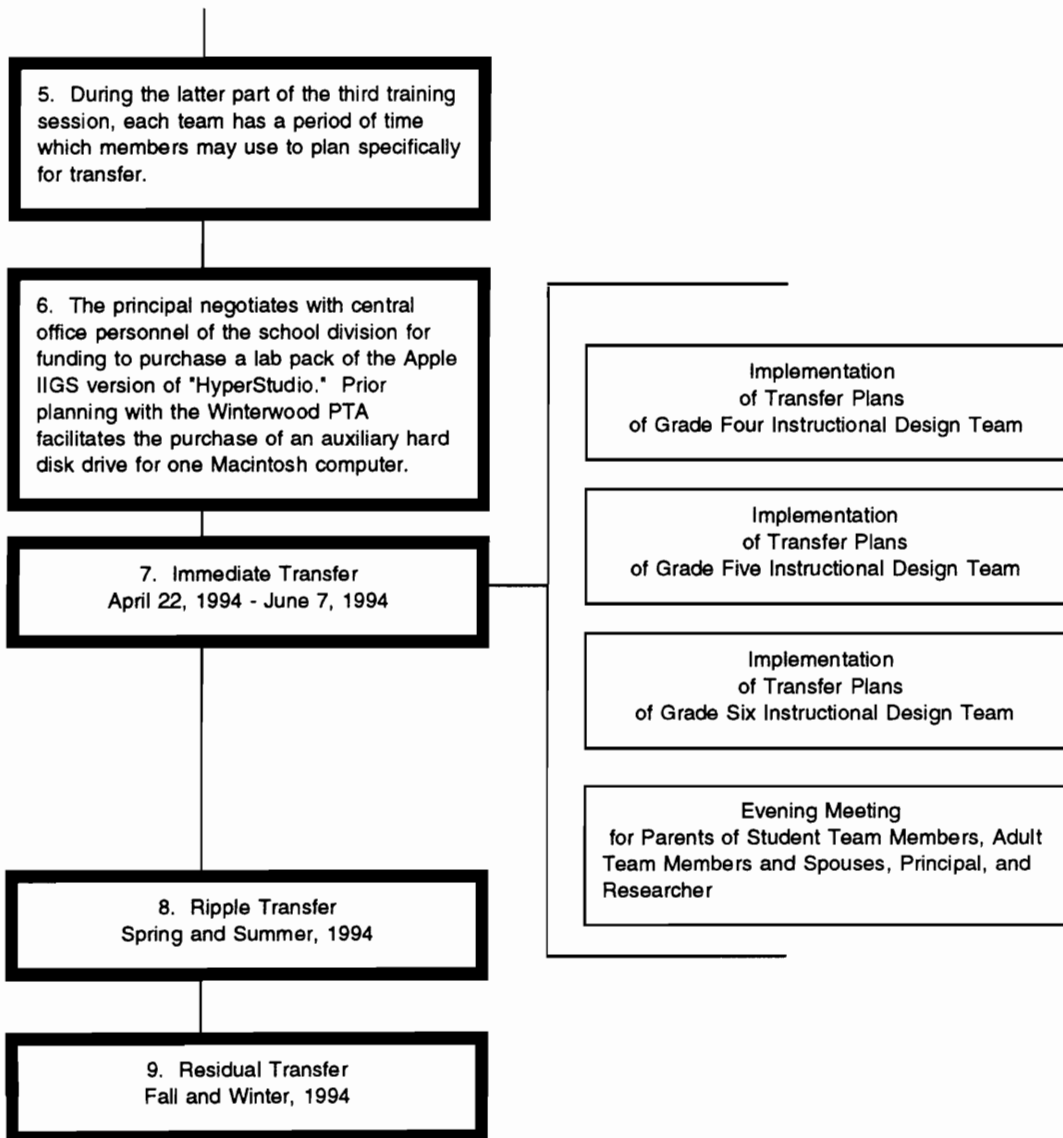 5. During the latter part of the third training
session, each team has a period of time
which members may use to plan specifically
for transfer.
6. The principal negotiates with central
office personnel of the school division for
funding to purchase a lab pack of the Apple
IIGS version of "HyperStudio." Prior
planning with the Winterwood PTA
facilitates the purchase of an auxiliary hard
disk drive for one Macintosh computer.
7. Immediate Transfer
April 22, 1994 - June 7, 1994
Implementation
of Transfer Plans
of Grade Four Instructional Design Team
Implementation
of Transfer Plans
of Grade Five Instructional Design Team
Implementation
of Transfer Plans
of Grade Six Instructional Design Team
Evening Meeting
for Parents of Student Team Members, Adult
Team Members and Spouses, Principal, and
Researcher
8. Ripple Transfer
Spring and Summer, 1994
9. Residual Transfer
Fall and Winter, 1994